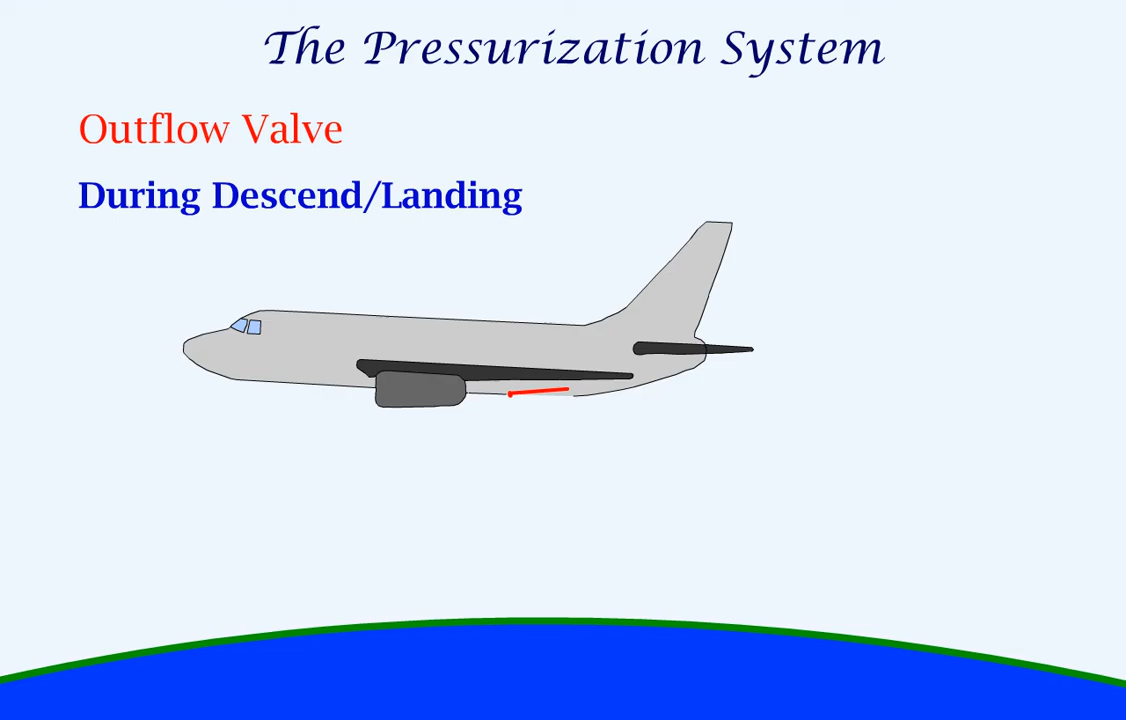 The Pressurization System
Outflow Valve
During Descend/Landing